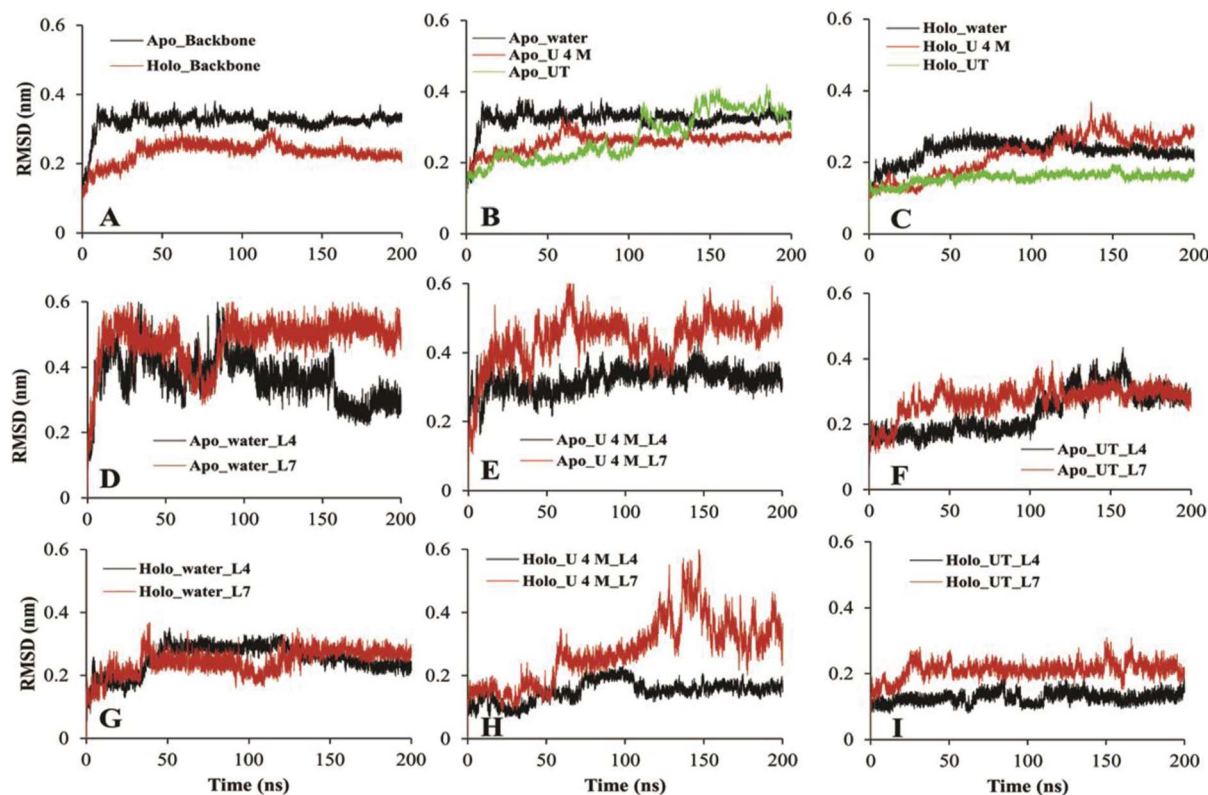 0.6
0.4
0.2
0
RMSD (nm)
Apo_Backbone
Holo_Backbone
A
0 50 100 150 200
0.6
0.4
0.2
0
RMSD (nm)
Apo_water
Apo_U 4 M
Apo_UT
B
0 50 100 150 200
0.6
0.4
0.2
0
RMSD (nm)
Holo_water
Holo_U 4 M
Holo_UT
C
0 50 100 150 200
0.6
0.4
0.2
0
RMSD (nm)
Apo_water_L4
Apo_water_L7
D
0 50 100 150 200
0.6
0.4
0.2
0
Apo_U 4 M_L4
Apo_U 4 M_L7
E
0 50 100 150 200
0.6
0.4
0.2
0
Apo_UT_L4
Apo_UT_L7
F
0 50 100 150 200
0.6
0.4
0.2
0
RMSD (nm)
Holo_water_L4
Holo_water_L7
G
0 50 100 150 200
Time (ns)
0.6
0.4
0.2
0
Holo_U 4 M_L4
Holo_U 4 M_L7
H
0 50 100 150 200
Time (ns)
0.6
0.4
0.2
0
Holo_UT_L4
Holo_UT_L7
I
0 50 100 150 200
Time (ns)